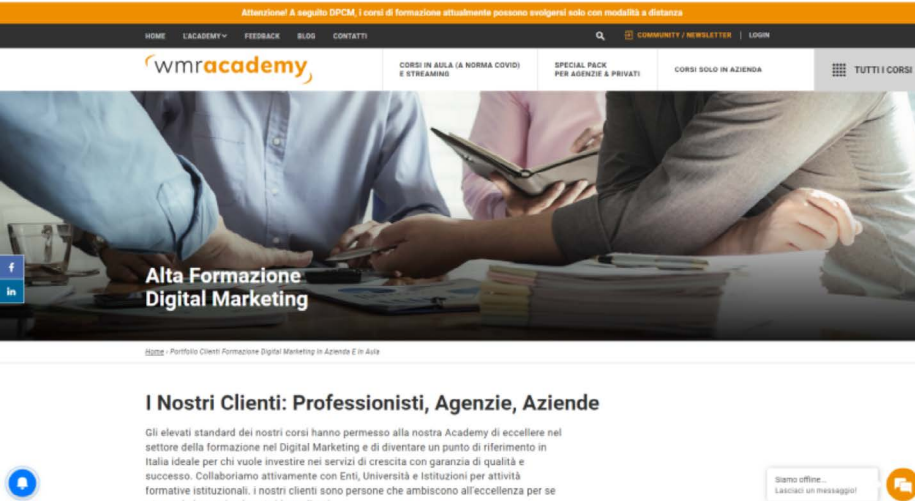 Attenzione! A seguito DPCM, i corsi di formazione attualmente possono svolgersi solo con modalità a distanza
HOME L'ACADEMY FEEDBACK BLOG CONTATTI COMMUNITY / NEWSLETTER | LOGIN
wmracademy
CORSI IN AULA (A NORMA COVID)
E STREAMING
SPECIAL PACK
PER AGENZIE & PRIVATI
CORSI SOLO IN AZIENDA
TUTTI I CORSI
f
in
Alta Formazione
Digital Marketing
Home › Portfolio Clienti Formazione Digital Marketing In Azienda E In Aula
I Nostri Clienti: Professionisti, Agenzie, Aziende
Gli elevati standard dei nostri corsi hanno permesso alla nostra Academy di eccellere nel
settore della formazione nel Digital Marketing e di diventare un punto di riferimento in
Italia ideale per chi vuole investire nei servizi di crescita con garanzia di qualità e
successo. Collaboriamo attivamente con Enti, Università e Istituzioni per attività
formative istituzionali. i nostri clienti sono persone che ambiscono all'eccellenza per se
Siamo offline...
Lasciaci un messaggio!